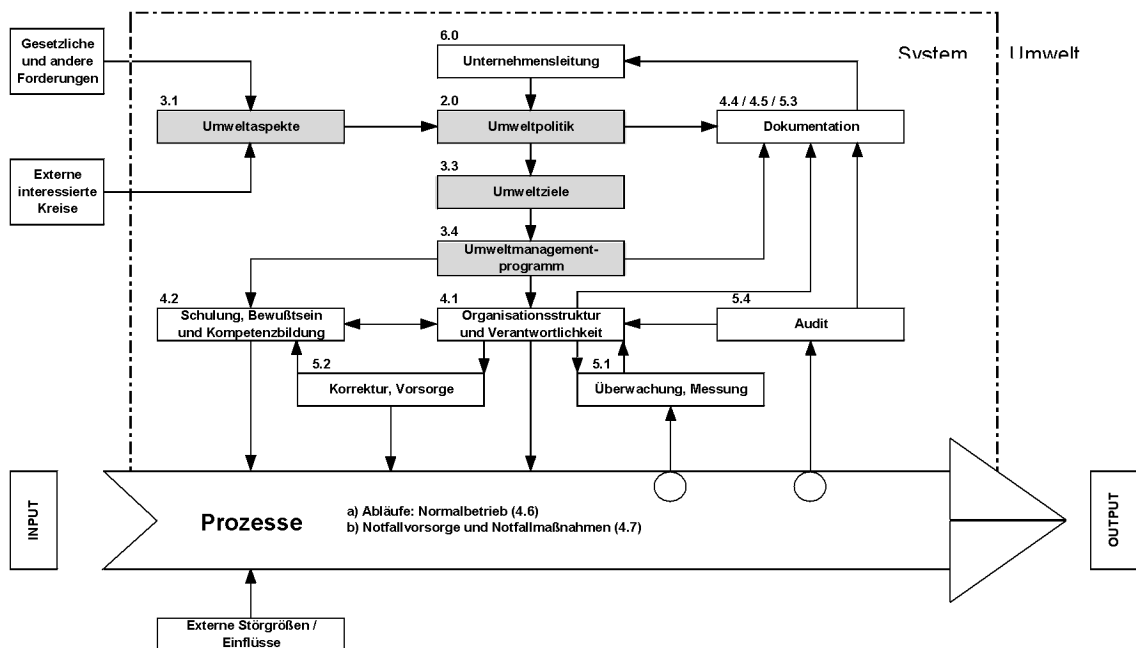 6.0
System
Umwelt
Gesetzliche
und andere
Forderungen
Unternehmensleitung
3.1
2.0
4.4 / 4.5 / 5.3
Umweltaspekte
Umweltpolitik
Dokumentation
Externe
interessierte
Kreise
3.3
Umweltziele
3.4
Umweltmanagement-
programm
4.2
4.1
5.4
Schulung, Bewußtsein
und Kompetenzbildung
Organisationsstruktur
und Verantwortlichkeit
Audit
5.2
5.1
Korrektur, Vorsorge
Überwachung, Messung
INPUT
Prozesse
a) Abläufe: Normalbetrieb (4.6)
b) Notfallvorsorge und Notfallmaßnahmen (4.7)
OUTPUT
Externe Störgrößen /
Einflüsse